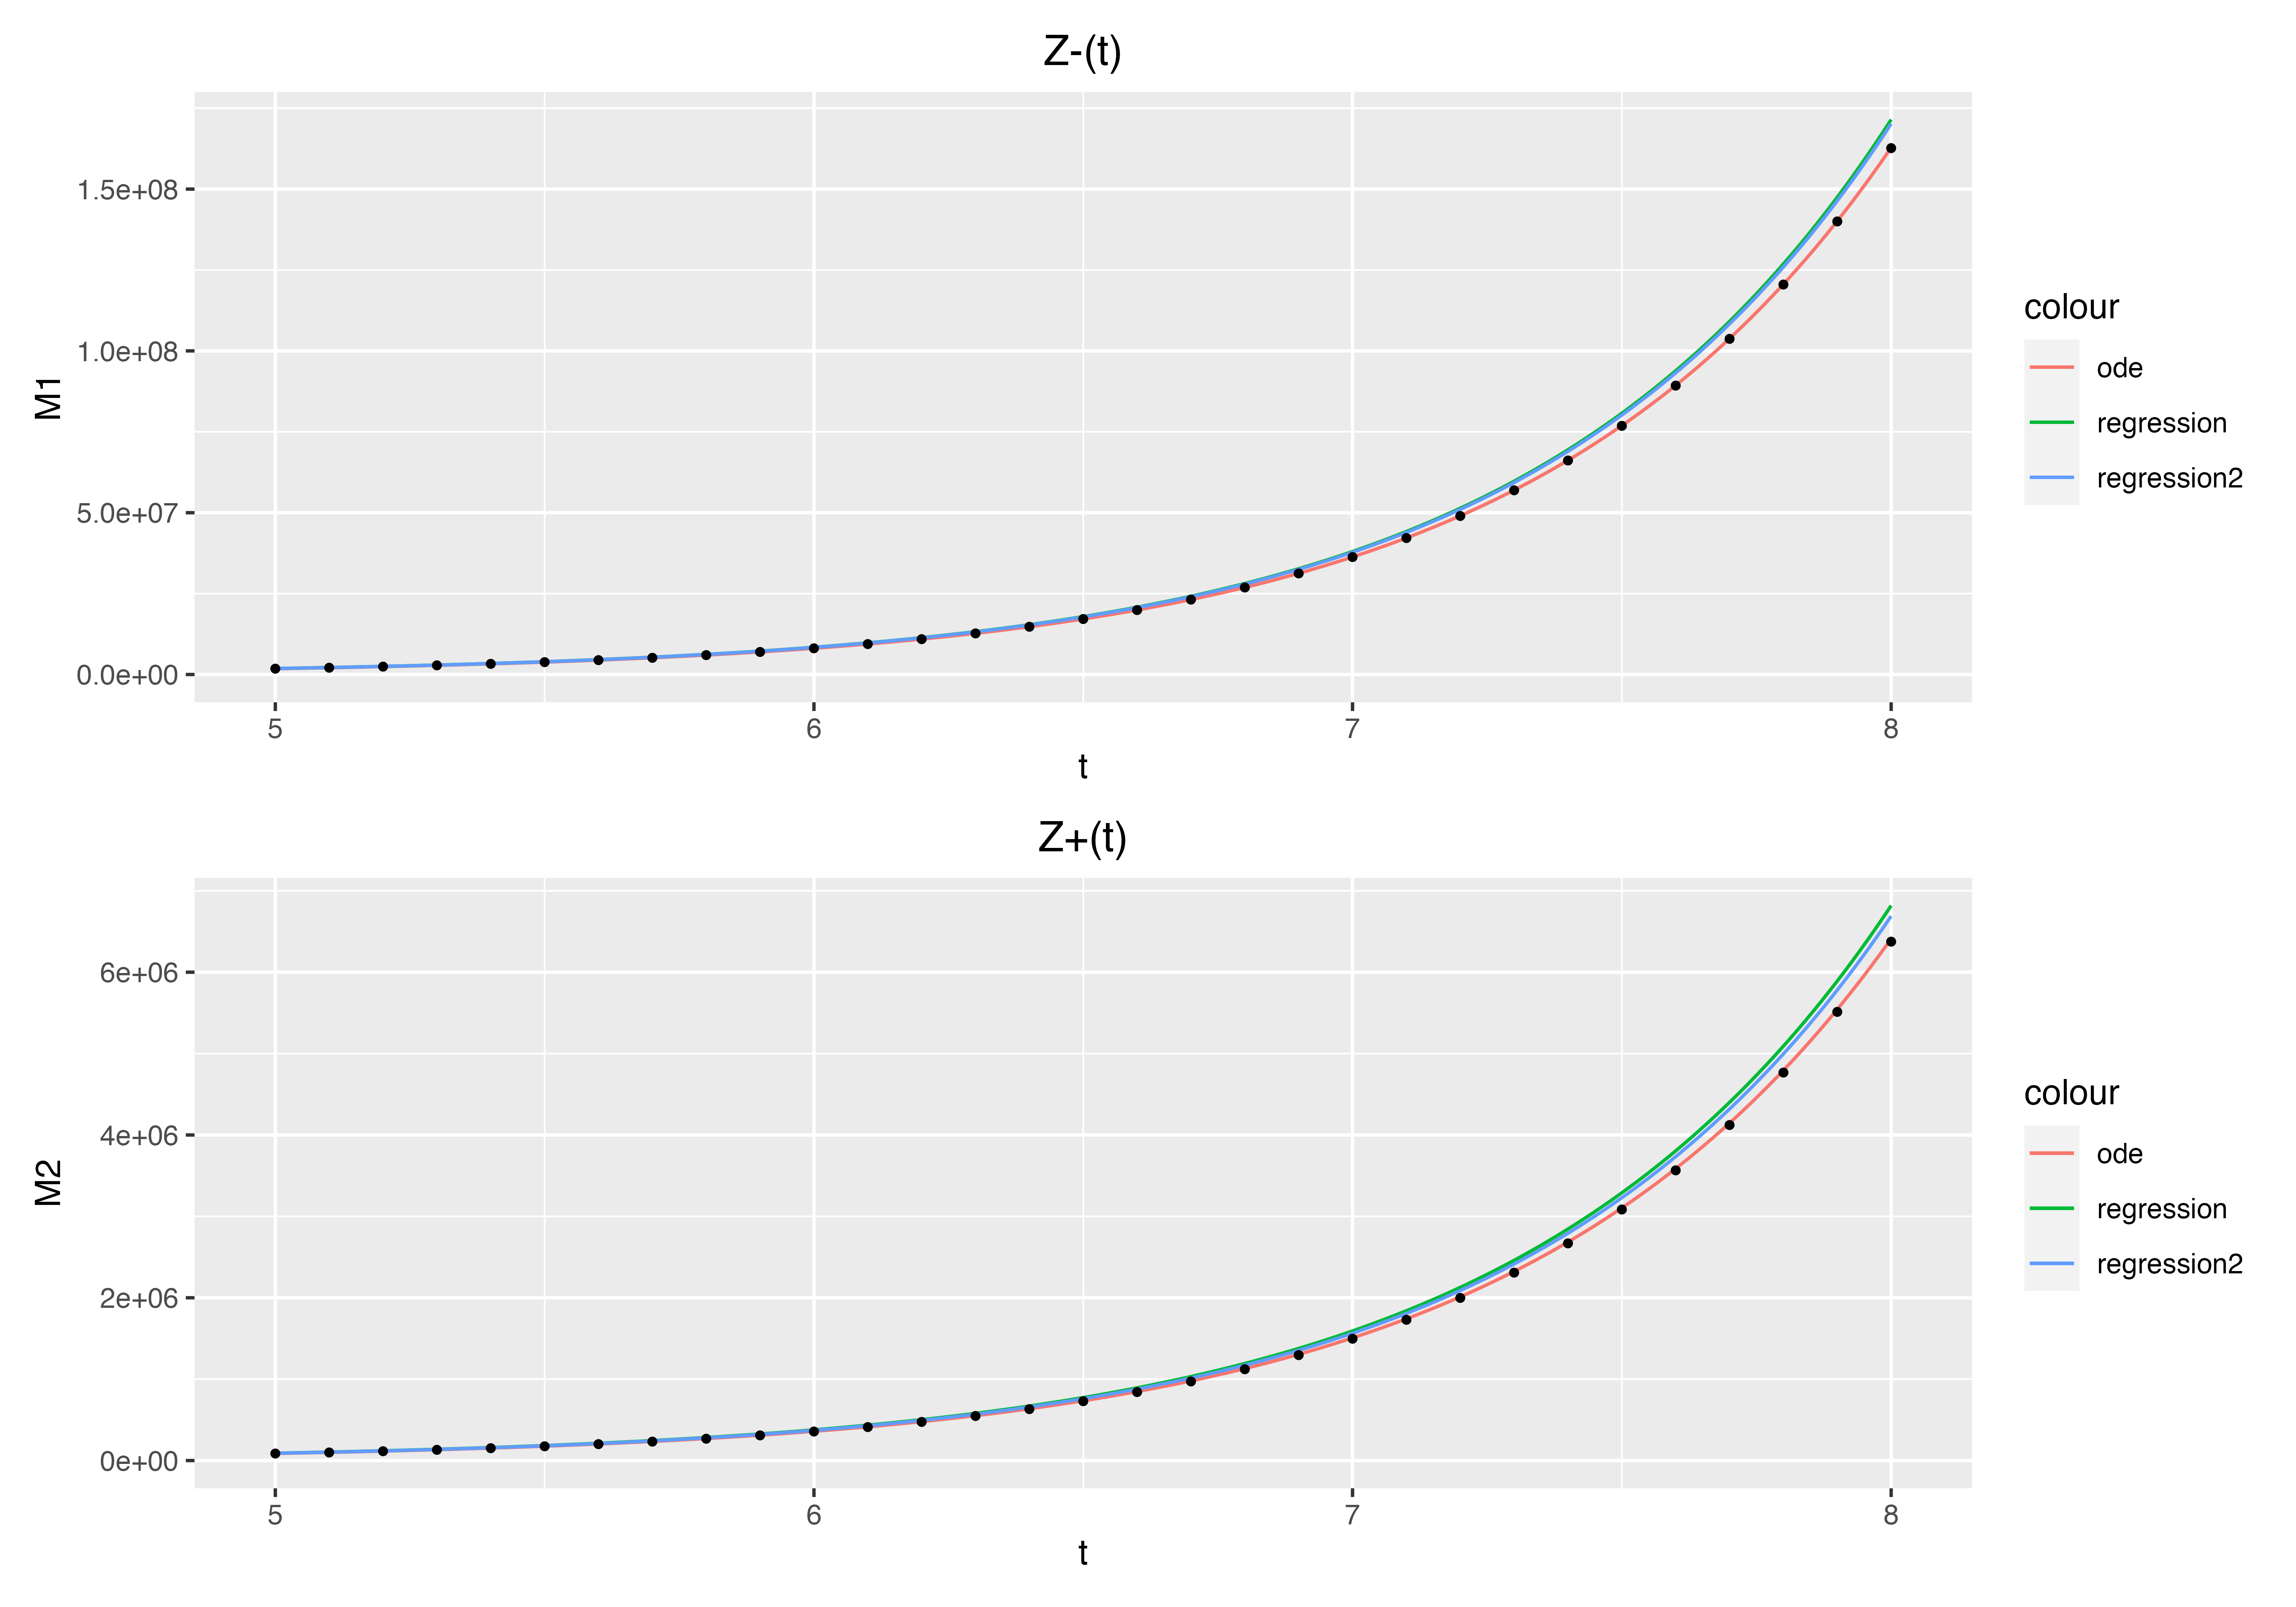 Z-(t)
M1
1.5e+08
1.0e+08
5.0e+07
0.0e+00
5 6 7 8
t
colour
ode
regression
regression2
Z+(t)
M2
6e+06
4e+06
2e+06
0e+00
5 6 7 8
t
colour
ode
regression
regression2